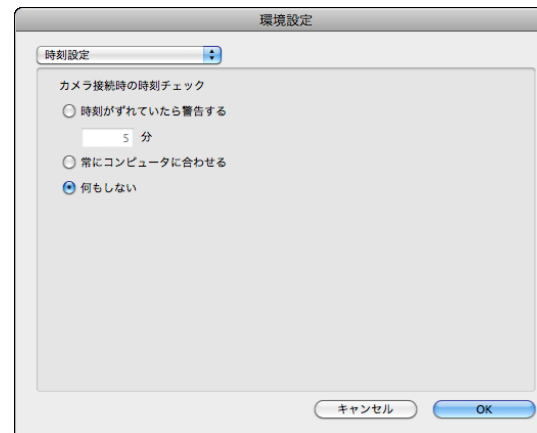 環境設定
時刻設定
カメラ接続時の時刻チェック
時刻がずれていたら警告する
5 分
常にコンピュータに合わせる
何もしない
キャンセル OK